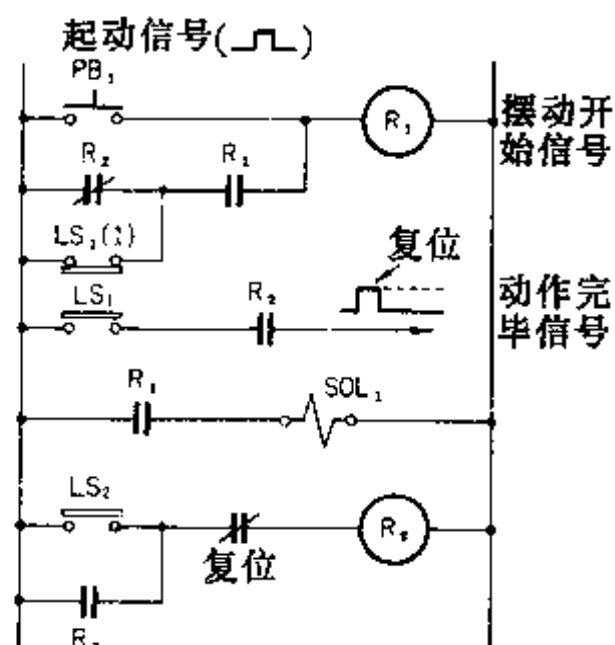 起动信号( )
PB₁
R₁
摆动开
始信号
R₂
R₁
LS₁(1)
复位
LS₁
R₂
动作完
毕信号
R₁
SOL₁
LS₂
复位
R₂